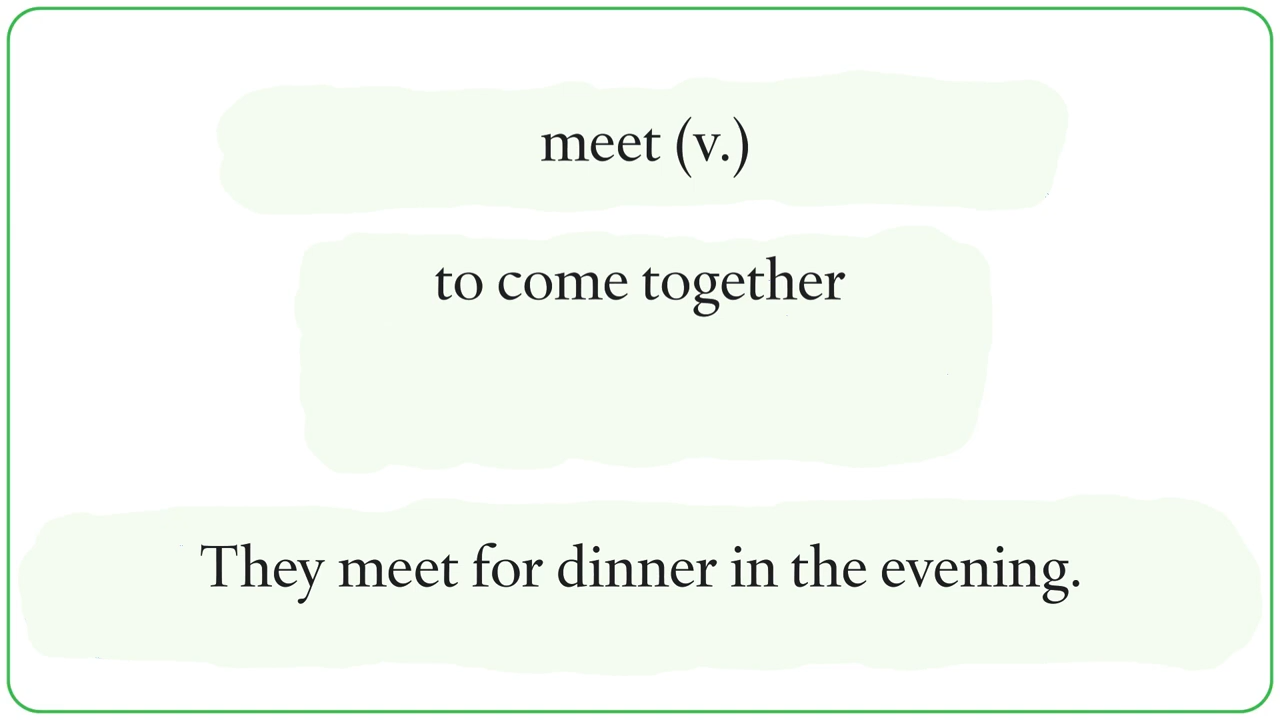 meet (v.)
to come together
They meet for dinner in the evening.